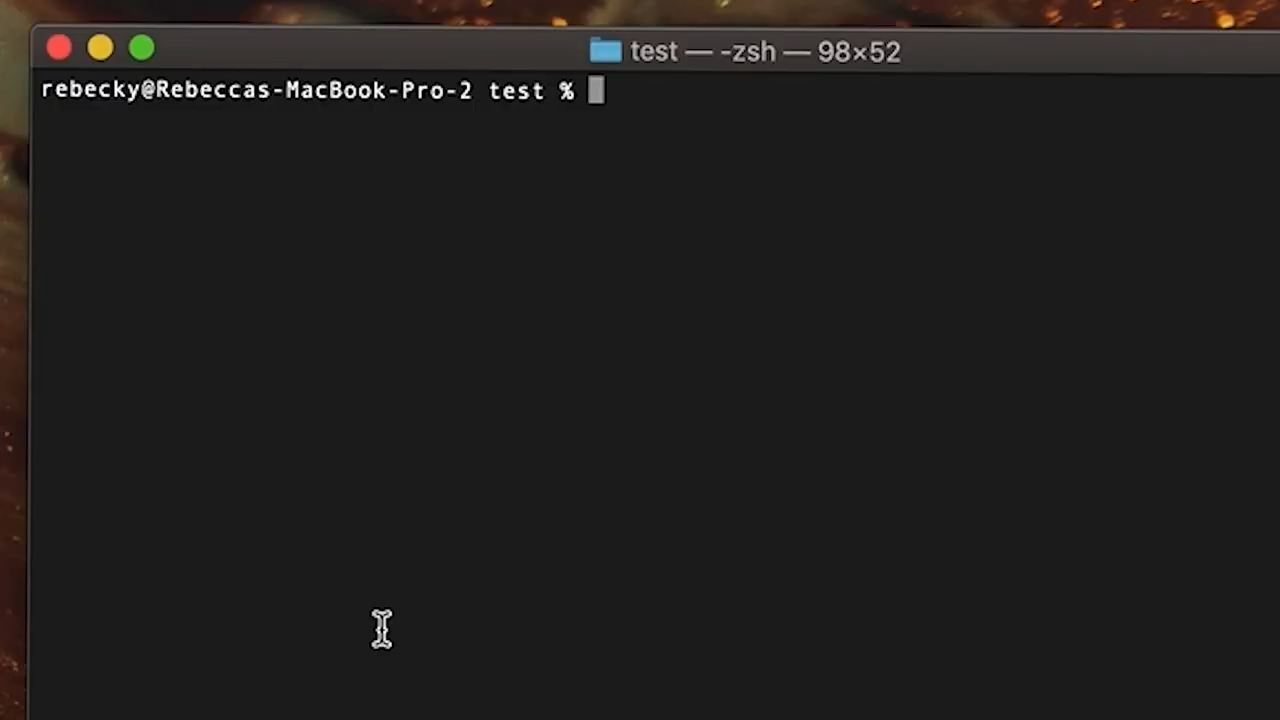 test — -zsh — 98×52
rebecky@Rebeccas-MacBook-Pro-2 test %